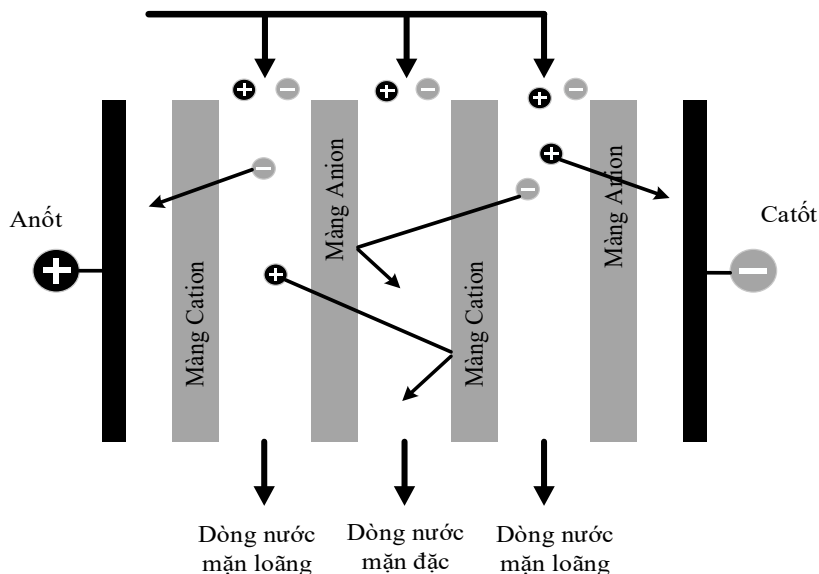 Anốt
Màng Cation
Màng Anion
Màng Cation
Màng Anion
Catốt
Dòng nước
mặn loãng
Dòng nước
mặn đặc
Dòng nước
mặn loãng